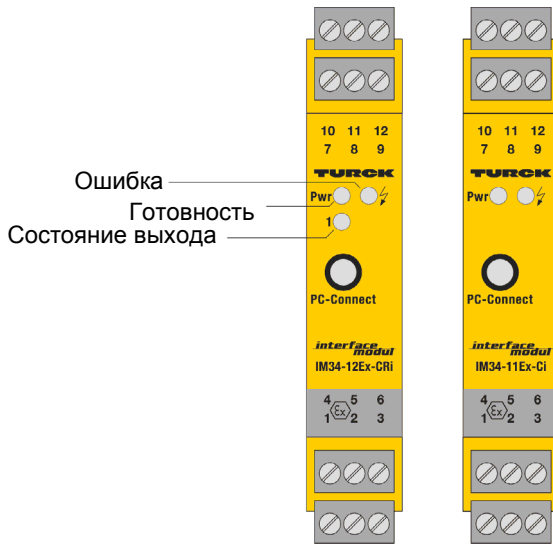 10 11 12
7 8 9
TURCK
Ошибка
Pwr
Готовность
Состояние выхода
1
PC-Connect
interface
modul
IM34-12Ex-CRi
4 5 6
Ex
1 2 3
10 11 12
7 8 9
TURCK
Pwr
PC-Connect
interface
modul
IM34-11Ex-Ci
4 5 6
Ex
1 2 3